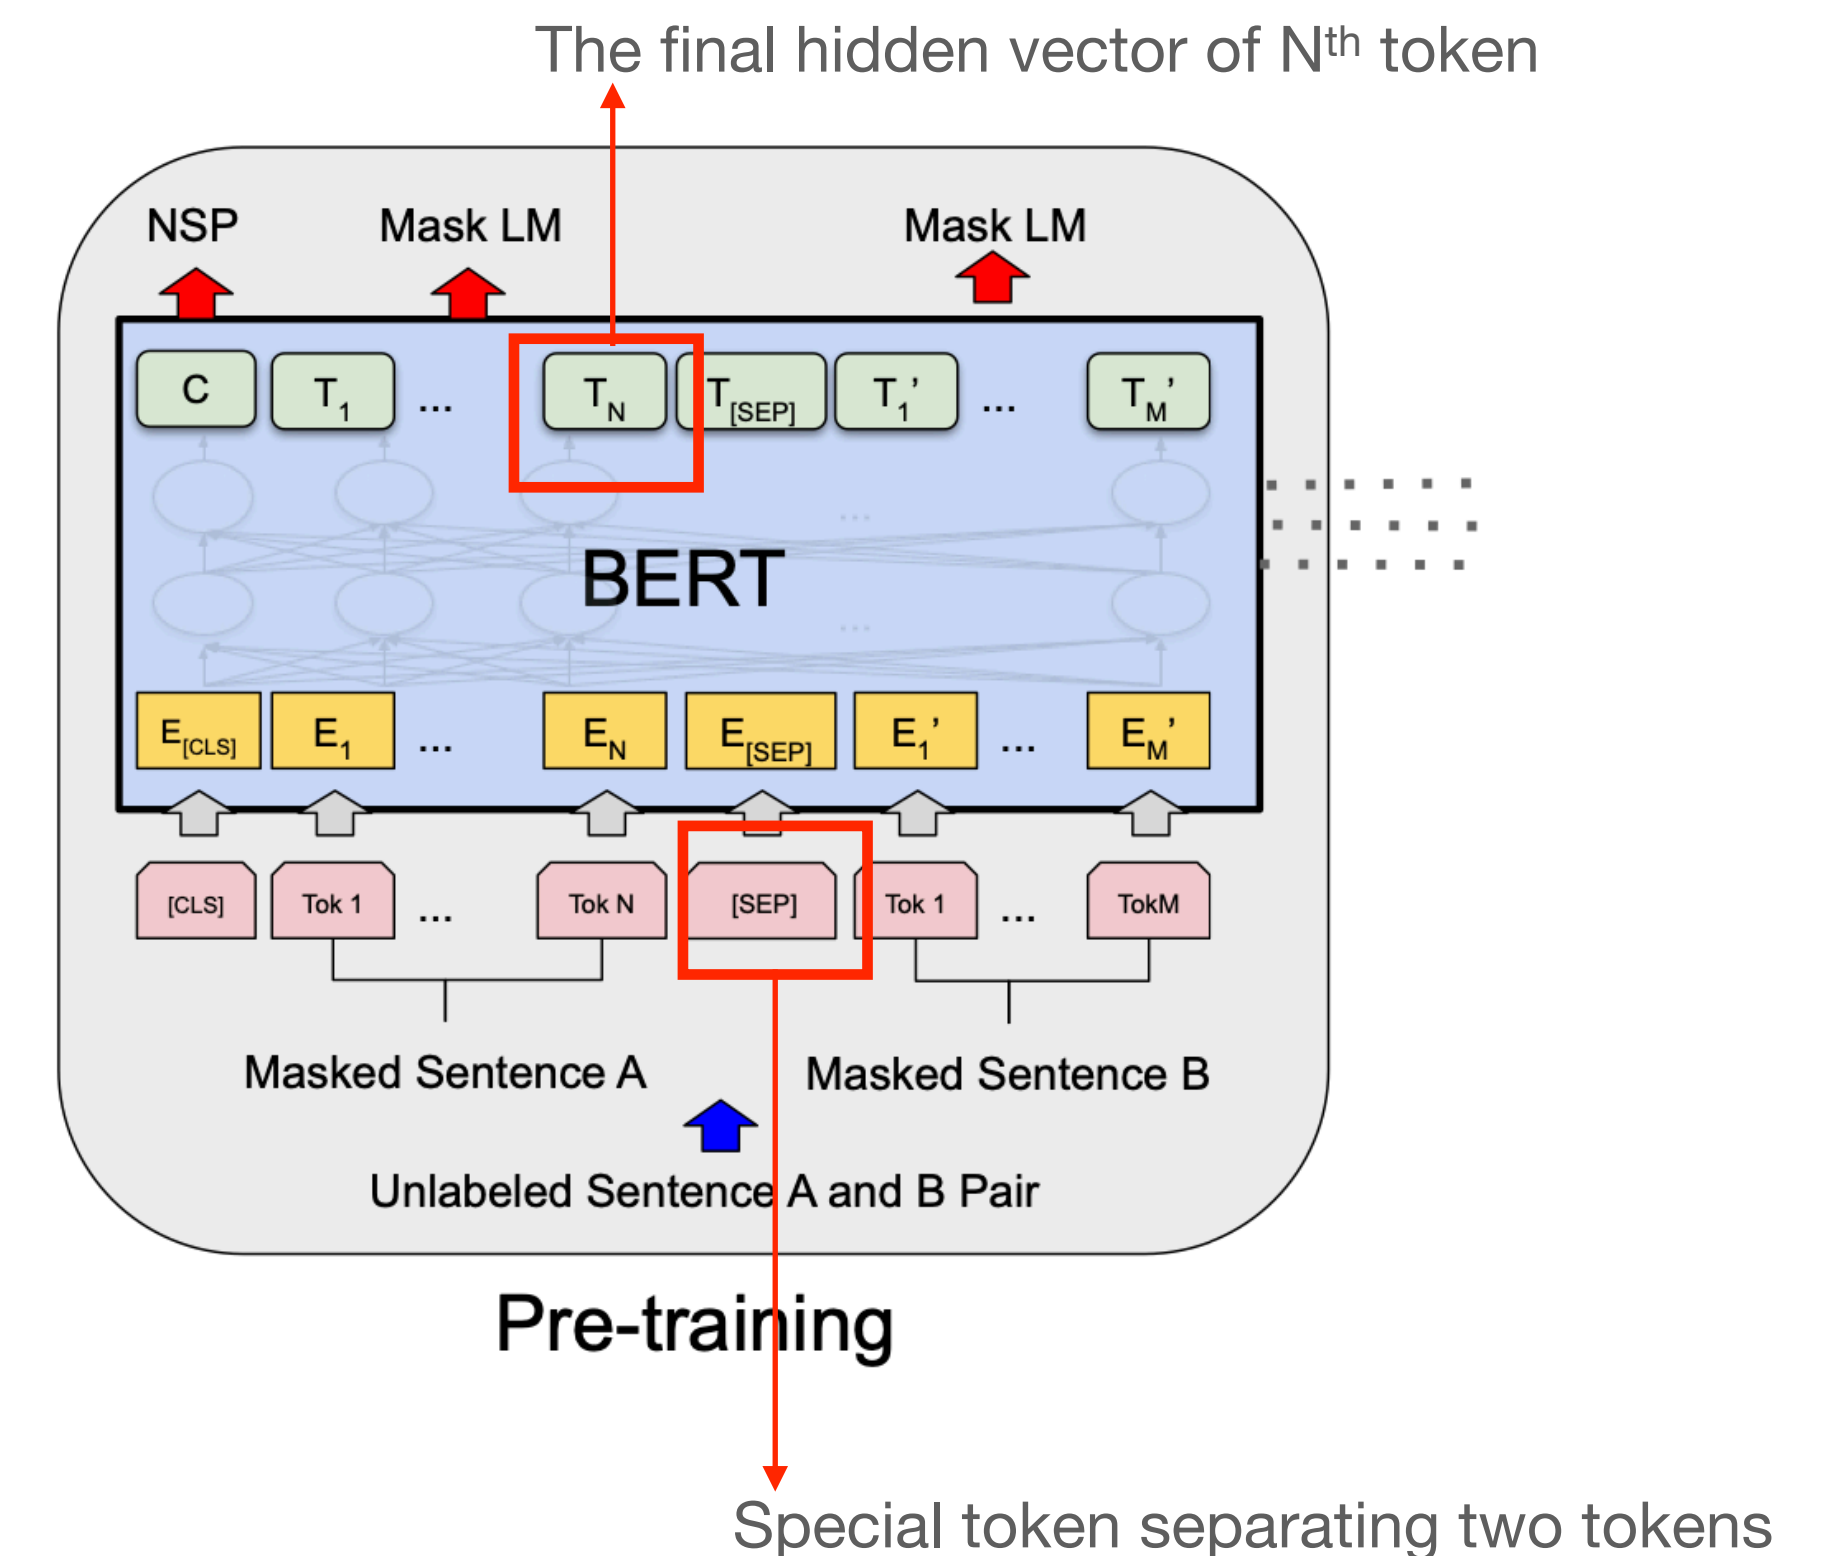 The final hidden vector of Nth token
NSP Mask LM Mask LM
C T1 ... TN T[SEP] T1’ ... TM’
...
BERT
...
E[CLS] E1 ... EN E[SEP] E1’ ... EM’
[CLS] Tok 1 ... Tok N [SEP] Tok 1 ... TokM
Masked Sentence A Masked Sentence B
Unlabeled Sentence A and B Pair
Pre-training
Special token separating two tokens